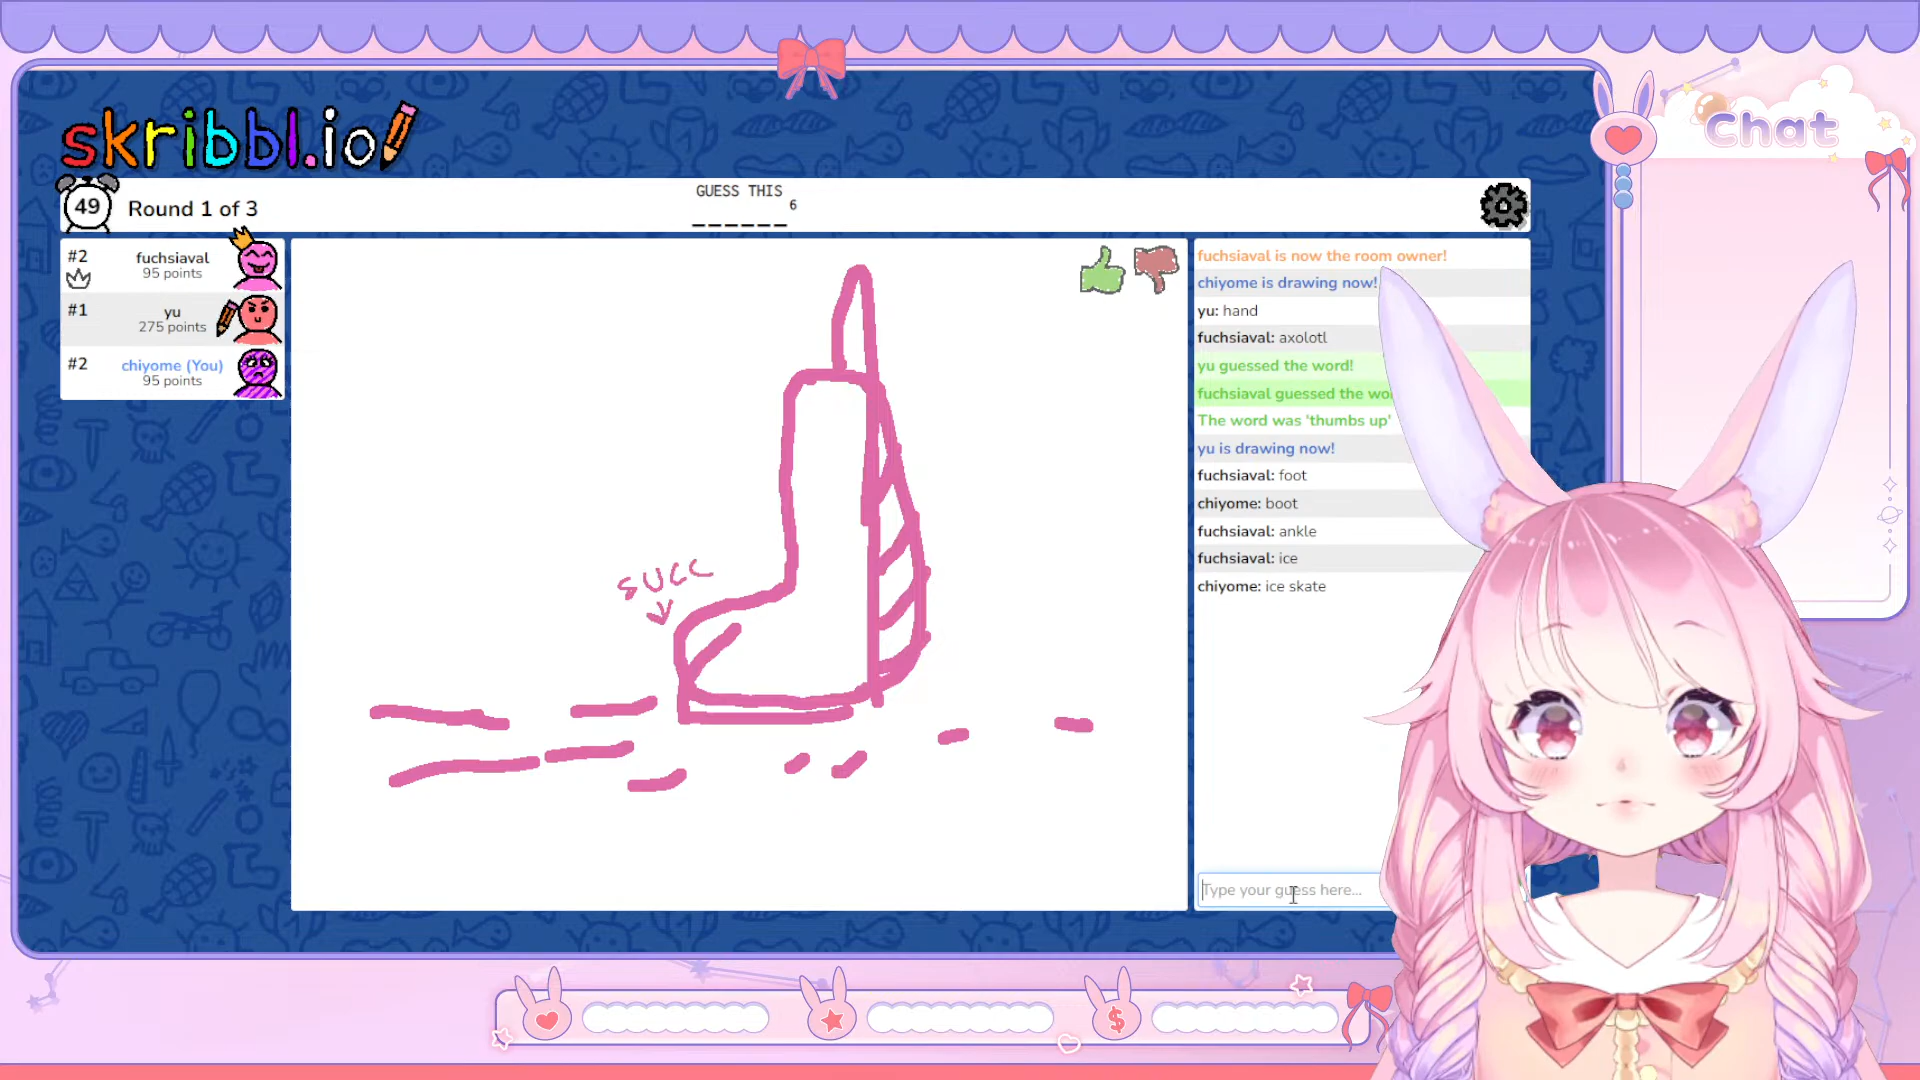 Chat
skribbl.io
49
Round 1 of 3
GUESS THIS
6
#2
fuchsiaval
95 points
#1
yu
275 points
#2
chiyome (You)
95 points
SUCC
fuchsiaval is now the room owner!
chiyome is drawing now!
yu: hand
fuchsiaval: axolotl
yu guessed the word!
fuchsiaval guessed the
The word was 'thumbs up'
yu is drawing now!
fuchsiaval: foot
chiyome: boot
fuchsiaval: ankle
fuchsiaval: ice
chiyome: ice skate
Type your guess here...
$